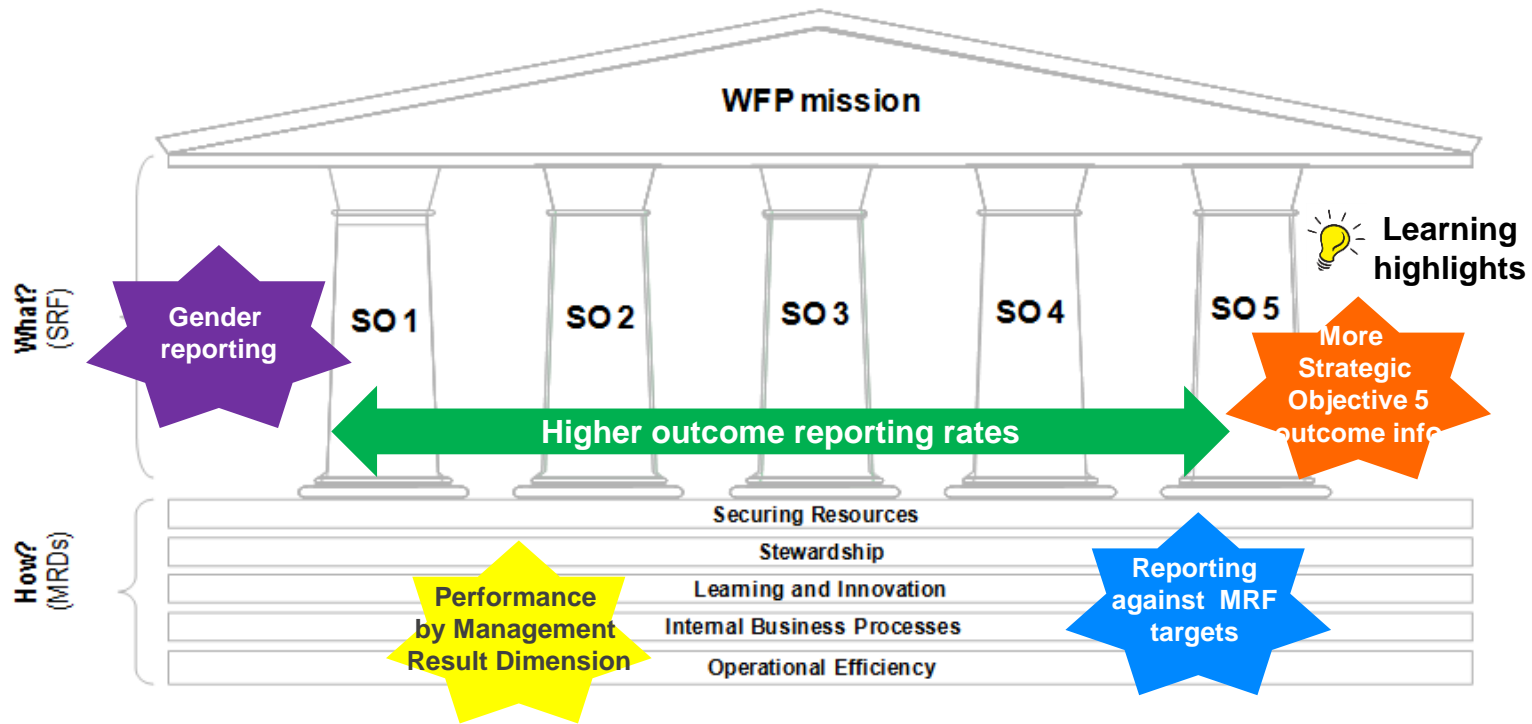 WFP mission
What?
(SRF)
Gender
reporting
SO 1
SO 2
SO 3
SO 4
SO 5
Learning
highlights
More
Strategic
Objective 5
outcome info
Higher outcome reporting rates
How?
(MRDs)
Securing Resources
Stewardship
Learning and Innovation
Internal Business Processes
Operational Efficiency
Performance
by Management
Result Dimension
Reporting
against MRF
targets